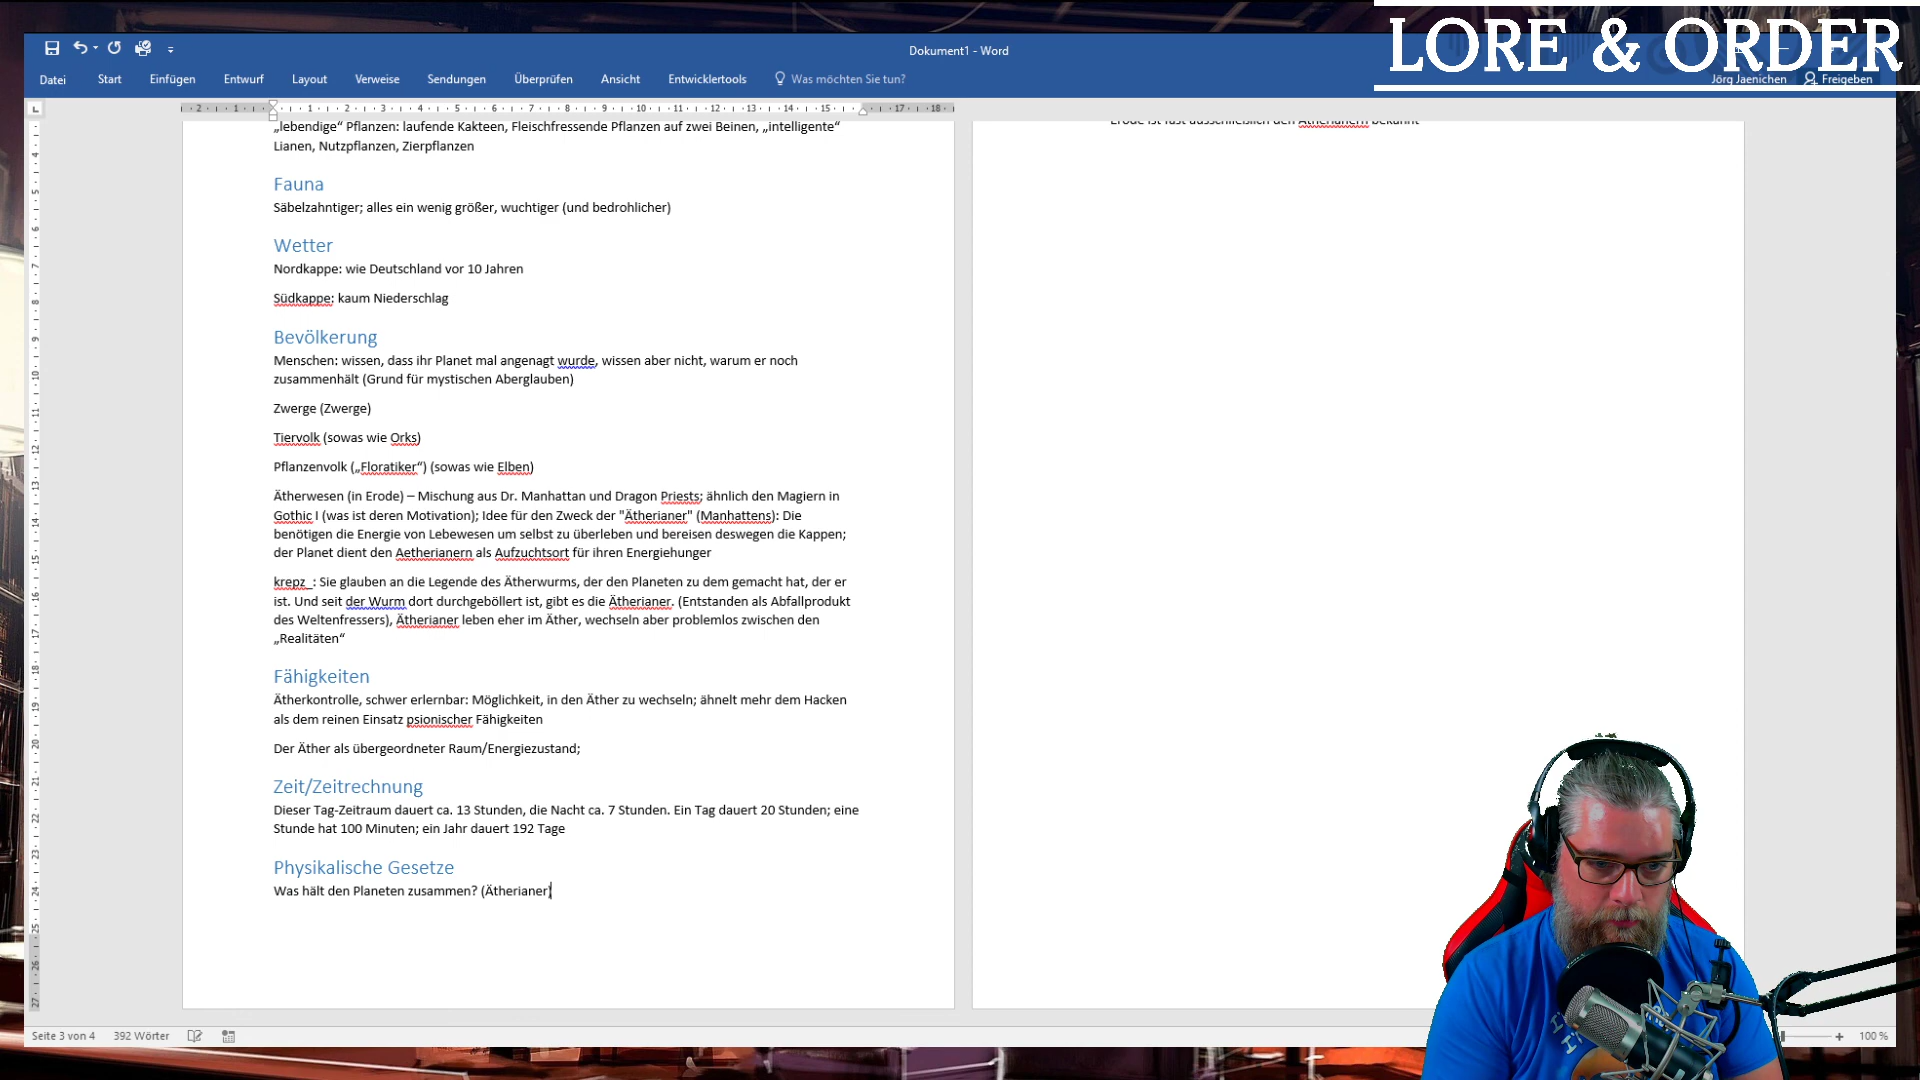 LORE & ORDER
Dokument1 - Word
Datei Start Einfügen Entwurf Layout Verweise Sendungen Überprüfen Ansicht Entwicklertools Was möchten Sie tun? Jörg Jaenichen Freigeben
„lebendige“ Pflanzen: laufende Kakteen, Fleischfressende Pflanzen auf zwei Beinen, „intelligente“
Lianen, Nutzpflanzen, Zierpflanzen
Fauna
Säbelzahntiger; alles ein wenig größer, wuchtiger (und bedrohlicher)
Wetter
Nordkappe: wie Deutschland vor 10 Jahren
Südkappe: kaum Niederschlag
Bevölkerung
Menschen: wissen, dass ihr Planet mal angenagt wurde, wissen aber nicht, warum er noch
zusammenhält (Grund für mystischen Aberglauben)
Zwerge (Zwerge)
Tiervolk (sowas wie Orks)
Pflanzenvolk („Floratiker“) (sowas wie Elben)
Ätherwesen (in Erode) – Mischung aus Dr. Manhattan und Dragon Priests; ähnlich den Magiern in
Gothic I (was ist deren Motivation); Idee für den Zweck der "Ätherianer" (Manhattens): Die
benötigen die Energie von Lebewesen um selbst zu überleben und bereisen deswegen die Kappen;
der Planet dient den Aetherianern als Aufzuchtsort für ihren Energiehunger
krepz_: Sie glauben an die Legende des Ätherwurms, der den Planeten zu dem gemacht hat, der er
ist. Und seit der Wurm dort durchgeböllert ist, gibt es die Ätherianer. (Entstanden als Abfallprodukt
des Weltenfressers), Ätherianer leben eher im Äther, wechseln aber problemlos zwischen den
„Realitäten“
Fähigkeiten
Ätherkontrolle, schwer erlernbar: Möglichkeit, in den Äther zu wechseln; ähnelt mehr dem Hacken
als dem reinen Einsatz psionischer Fähigkeiten
Der Äther als übergeordneter Raum/Energiezustand;
Zeit/Zeitrechnung
Dieser Tag-Zeitraum dauert ca. 13 Stunden, die Nacht ca. 7 Stunden. Ein Tag dauert 20 Stunden; eine
Stunde hat 100 Minuten; ein Jahr dauert 192 Tage
Physikalische Gesetze
Was hält den Planeten zusammen? (Ätherianer)
Erode ist fast ausschließlich den Ätherianern bekannt
Seite 3 von 4 392 Wörter 100 %